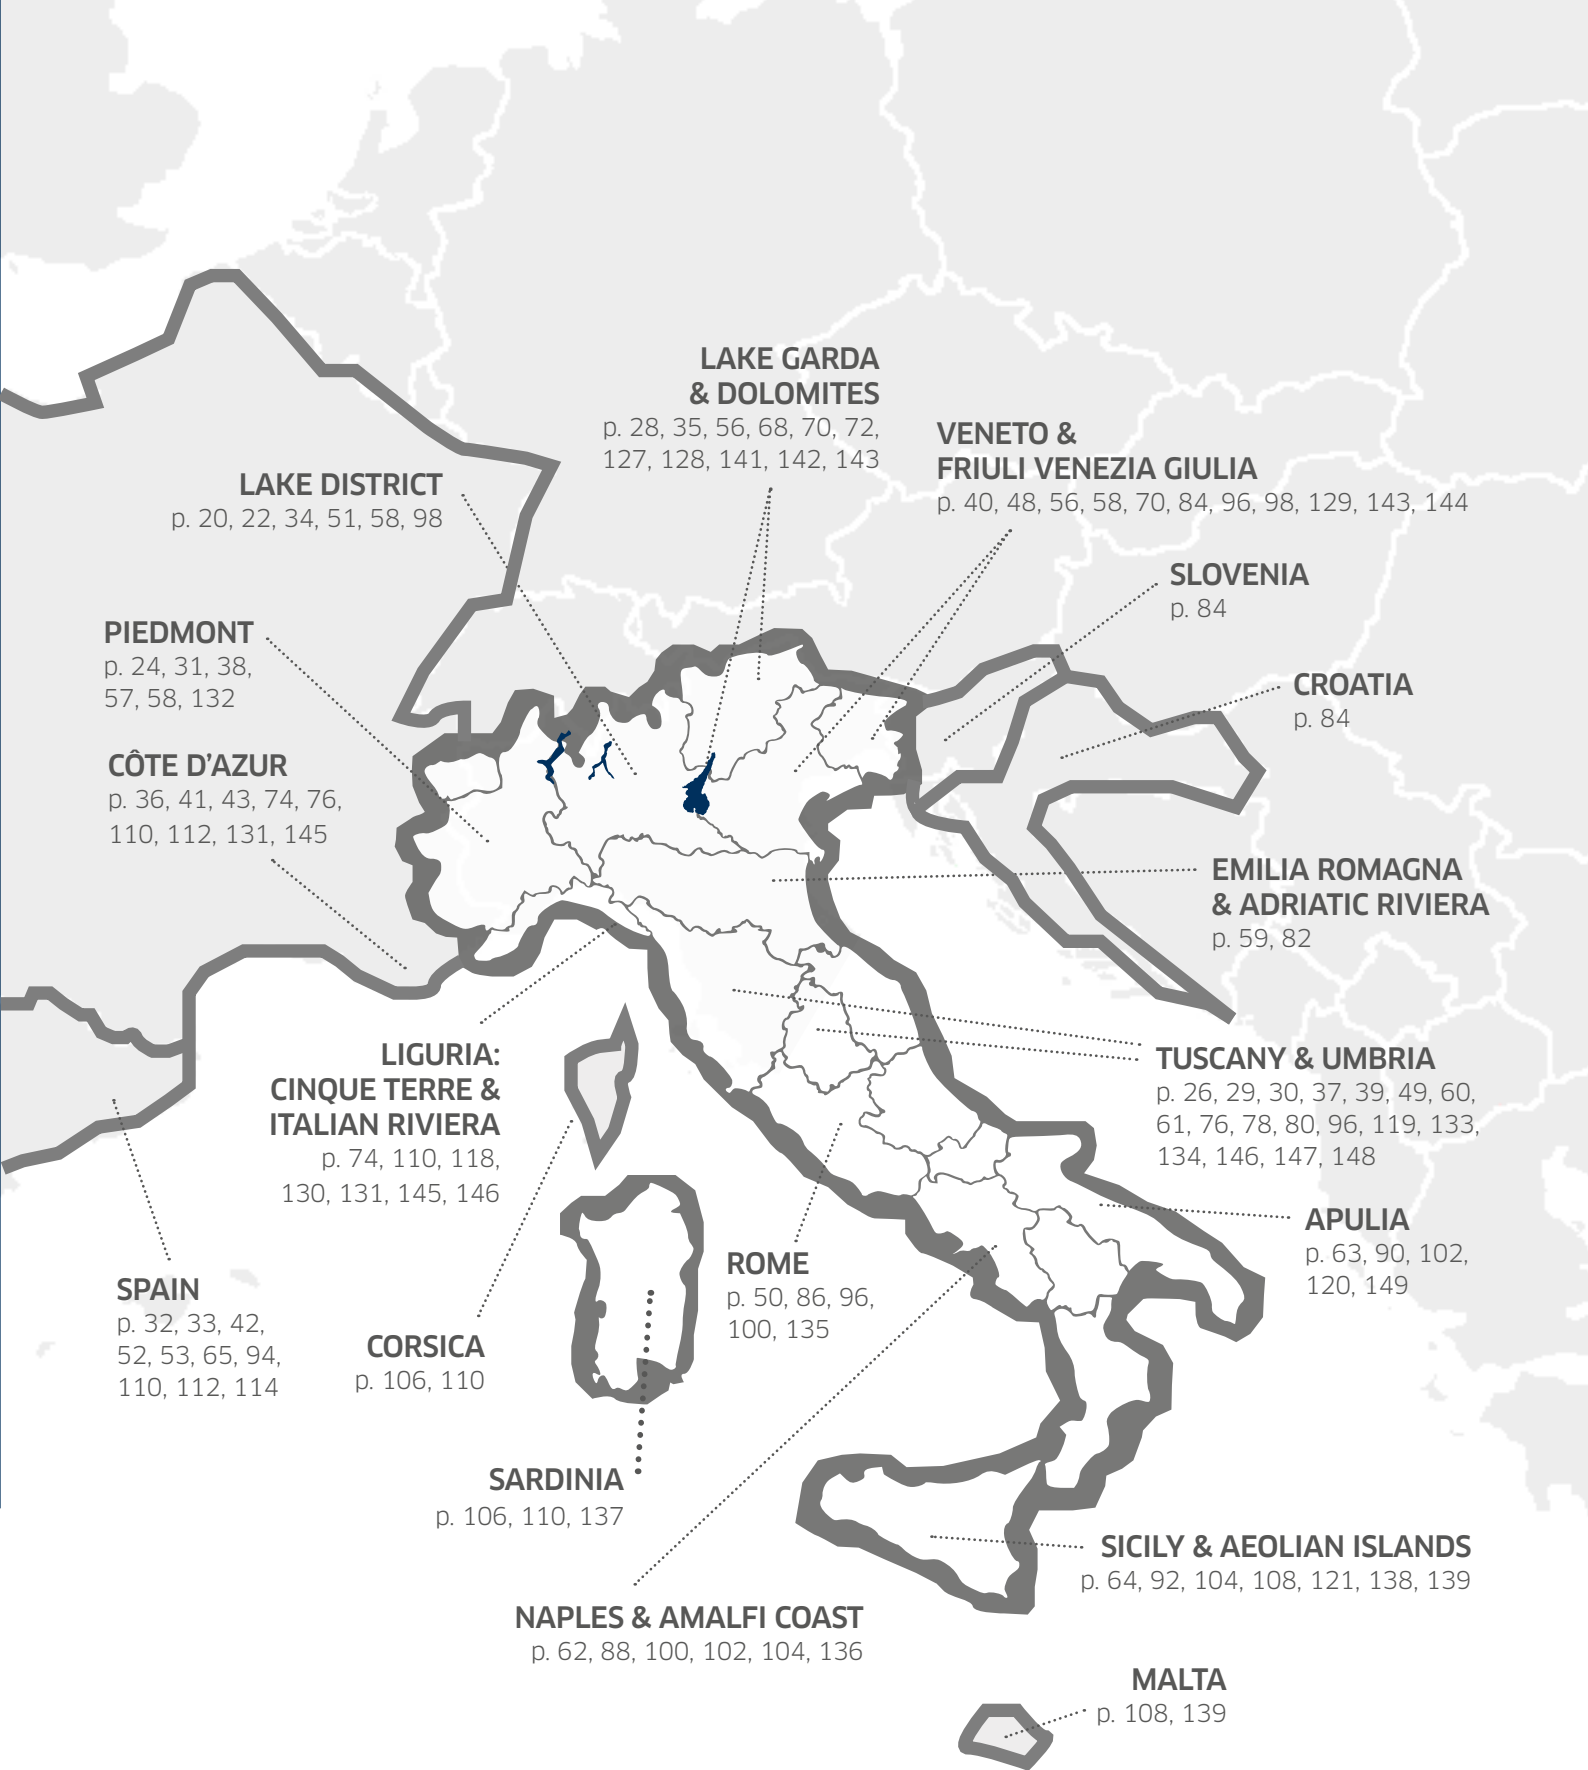 LAKE GARDA
& DOLOMITES
p. 28, 35, 56, 68, 70, 72,
127, 128, 141, 142, 143
VENETO &
FRIULI VENEZIA GIULIA
p. 40, 48, 56, 58, 70, 84, 96, 98, 129, 143, 144
LAKE DISTRICT
p. 20, 22, 34, 51, 58, 98
SLOVENIA
p. 84
PIEDMONT
p. 24, 31, 38,
57, 58, 132
CROATIA
p. 84
CÔTE D’AZUR
p. 36, 41, 43, 74, 76,
110, 112, 131, 145
EMILIA ROMAGNA
& ADRIATIC RIVIERA
p. 59, 82
LIGURIA:
CINQUE TERRE &
ITALIAN RIVIERA
p. 74, 110, 118,
130, 131, 145, 146
TUSCANY & UMBRIA
p. 26, 29, 30, 37, 39, 49, 60,
61, 76, 78, 80, 96, 119, 133,
134, 146, 147, 148
APULIA
p. 63, 90, 102,
120, 149
SPAIN
p. 32, 33, 42,
52, 53, 65, 94,
110, 112, 114
ROME
p. 50, 86, 96,
100, 135
CORSICA
p. 106, 110
SARDINIA
p. 106, 110, 137
SICILY & AEOLIAN ISLANDS
p. 64, 92, 104, 108, 121, 138, 139
NAPLES & AMALFI COAST
p. 62, 88, 100, 102, 104, 136
MALTA
p. 108, 139